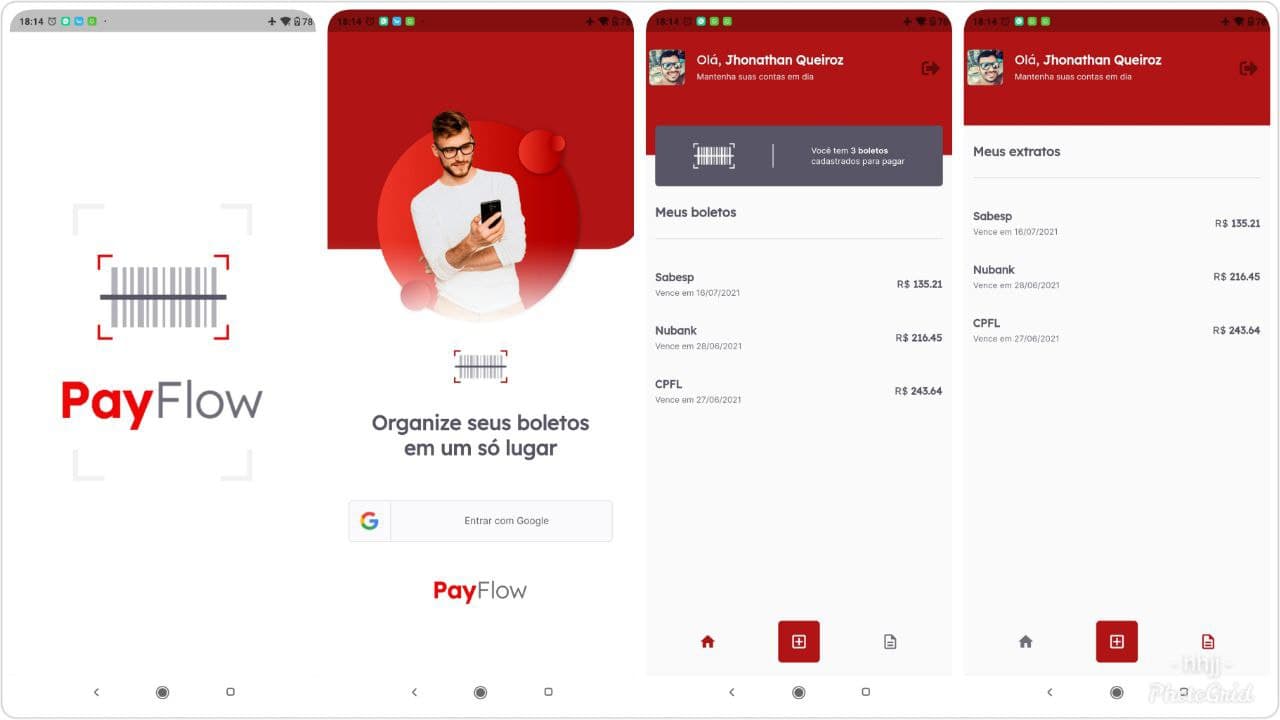 18:14
78
PayFlow
18:14
78
Organize seus boletos
em um só lugar
Entrar com Google
PayFlow
18:14
78
Olá, Jhonathan Queiroz
Mantenha suas contas em dia
Você tem 3 boletos
cadastrados para pagar
Meus boletos
Sabesp
R$ 135.21
Vence em 16/07/2021
Nubank
R$ 216.45
Vence em 28/06/2021
CPFL
R$ 243.64
Vence em 27/06/2021
18:14
78
Olá, Jhonathan Queiroz
Mantenha suas contas em dia
Meus extratos
Sabesp
R$ 135.21
Vence em 16/07/2021
Nubank
R$ 216.45
Vence em 28/06/2021
CPFL
R$ 243.64
Vence em 27/06/2021
PhotoGrid